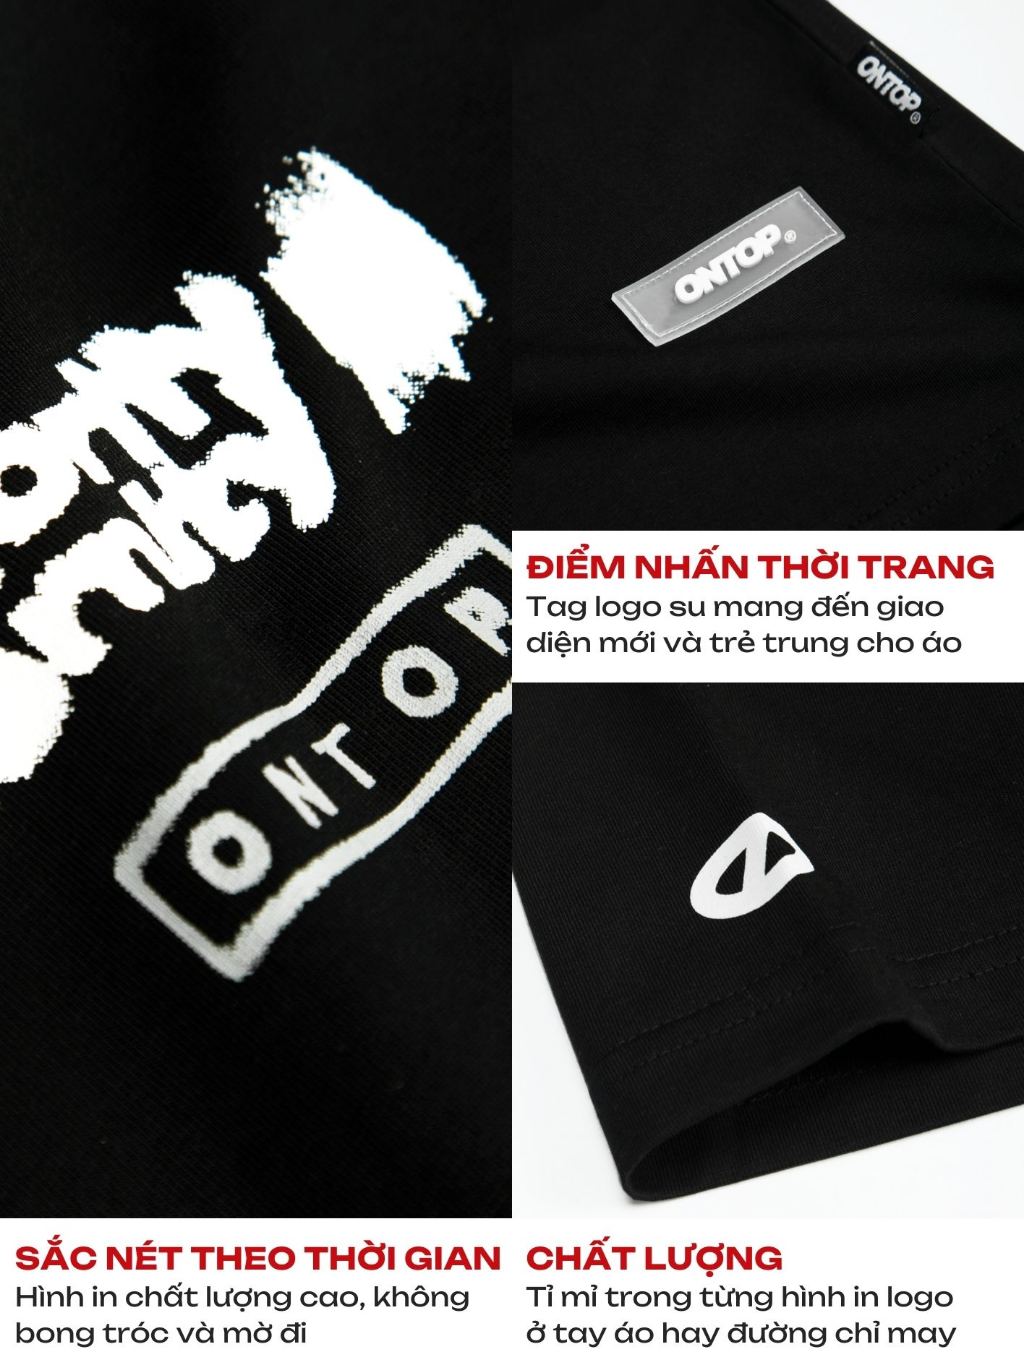 ONTOP®
ONTOP®
ONTOP
ĐIỂM NHẤN THỜI TRANG
Tag logo su mang đến giao
diện mới và trẻ trung cho áo
SẮC NÉT THEO THỜI GIAN
Hình in chất lượng cao, không
bong tróc và mờ đi
CHẤT LƯỢNG
Tỉ mỉ trong từng hình in logo
ở tay áo hay đường chỉ may